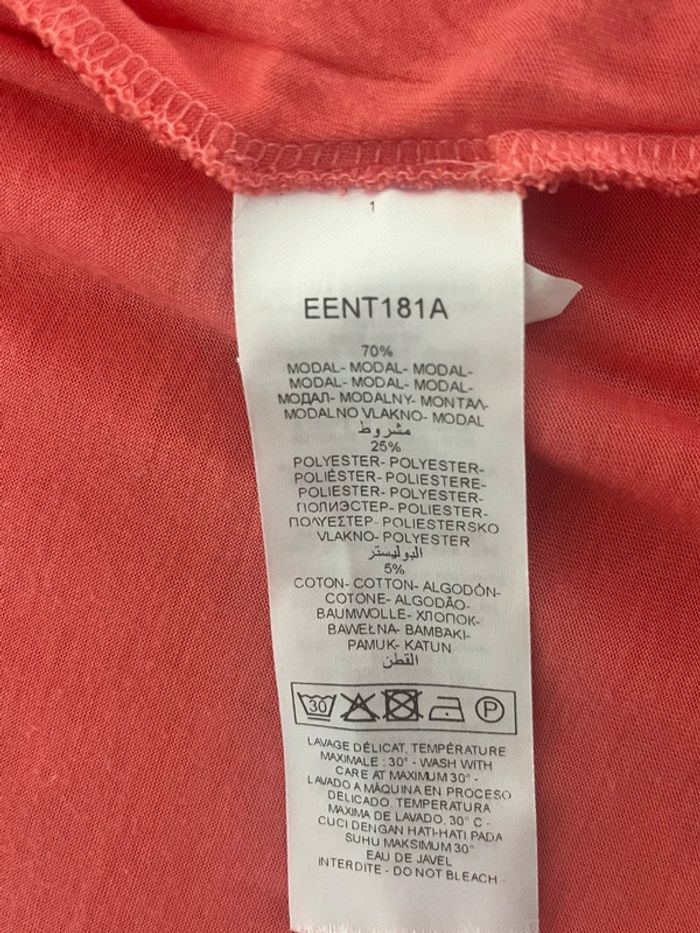 1
EENT181A
70%
MODAL- MODAL- MODAL-
MODAL- MODAL- MODAL-
МОДАЛ- MODALNY- ΜΟΝΤΑΛ-
MODALNO VLAKNO- MODAL
مشروط
25%
POLYESTER- POLYESTER-
POLIÉSTER- POLIESTERE-
POLIESTER- POLYESTER-
ПОЛИЭСТЕР- POLIESTER-
ΠΟΛΥΕΣΤΕΡ- POLIESTERSKO
VLAKNO- POLYESTER
البوليستر
5%
COTON- COTTON- ALGODÓN-
COTONE- ALGODÃO-
BAUMWOLLE- ХЛОПОК-
BAWEŁNA- ΒΑΜΒΑΚΙ-
PAMUK- KATUN
القطن
30 P
LAVAGE DÉLICAT, TEMPÉRATURE
MAXIMALE : 30° - WASH WITH
CARE AT MAXIMUM 30° -
LAVADO A MÁQUINA EN PROCESO
DELICADO, TEMPERATURA
MÁXIMA DE LAVADO, 30° C -
CUCI DENGAN HATI-HATI PADA
SUHU MAKSIMUM 30°
EAU DE JAVEL
INTERDITE - DO NOT BLEACH -